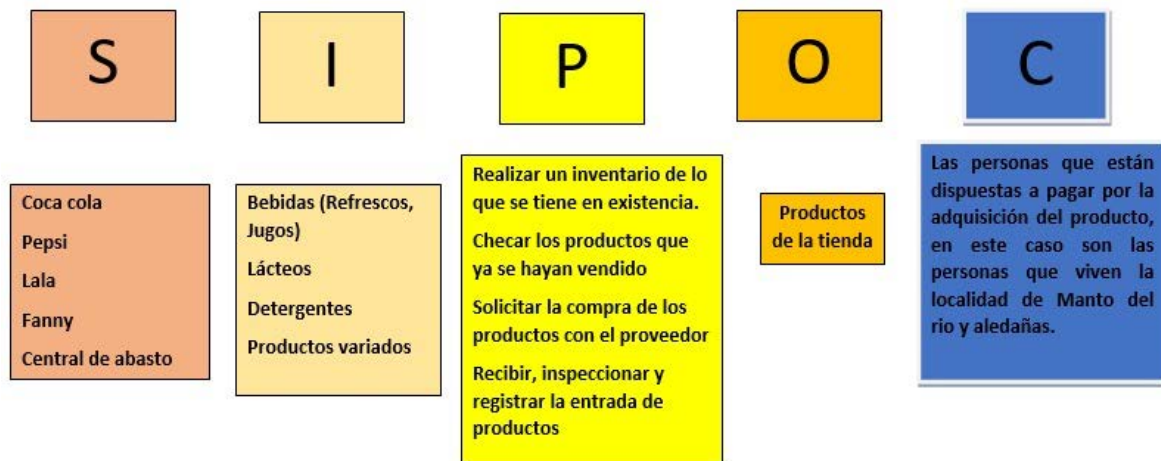 S
I
P
O
C
Coca cola
Pepsi
Lala
Fanny
Central de abasto
Bebidas (Refrescos,
Jugos)
Lácteos
Detergentes
Productos variados
Realizar un inventario de lo
que se tiene en existencia.
Checar los productos que
ya se hayan vendido
Solicitar la compra de los
productos con el proveedor
Recibir, inspeccionar y
registrar la entrada de
productos
Productos
de la tienda
Las personas que están
dispuestas a pagar por la
adquisición del producto,
en este caso son las
personas que viven la
localidad de Manto del
rio y aledañas.